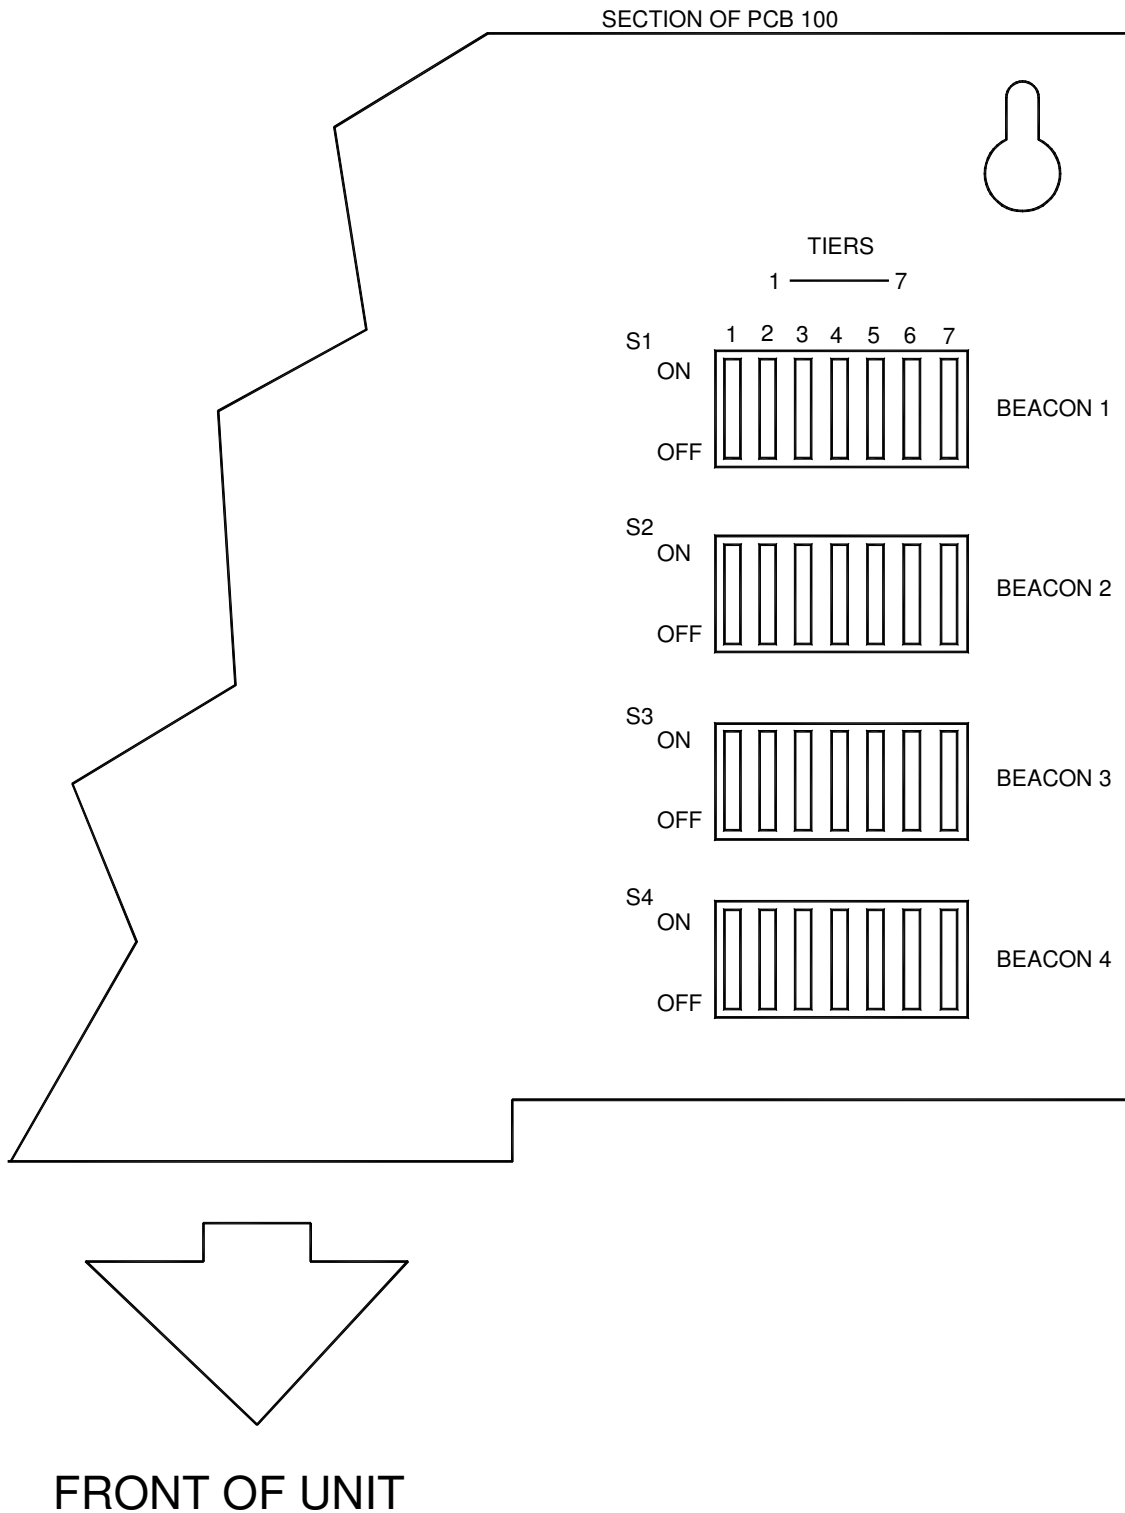 SECTION OF PCB 100
TIERS
1 7
S1 1 2 3 4 5 6 7
ON
BEACON 1
OFF
S2
ON
BEACON 2
OFF
S3
ON
BEACON 3
OFF
S4
ON
BEACON 4
OFF
FRONT OF UNIT